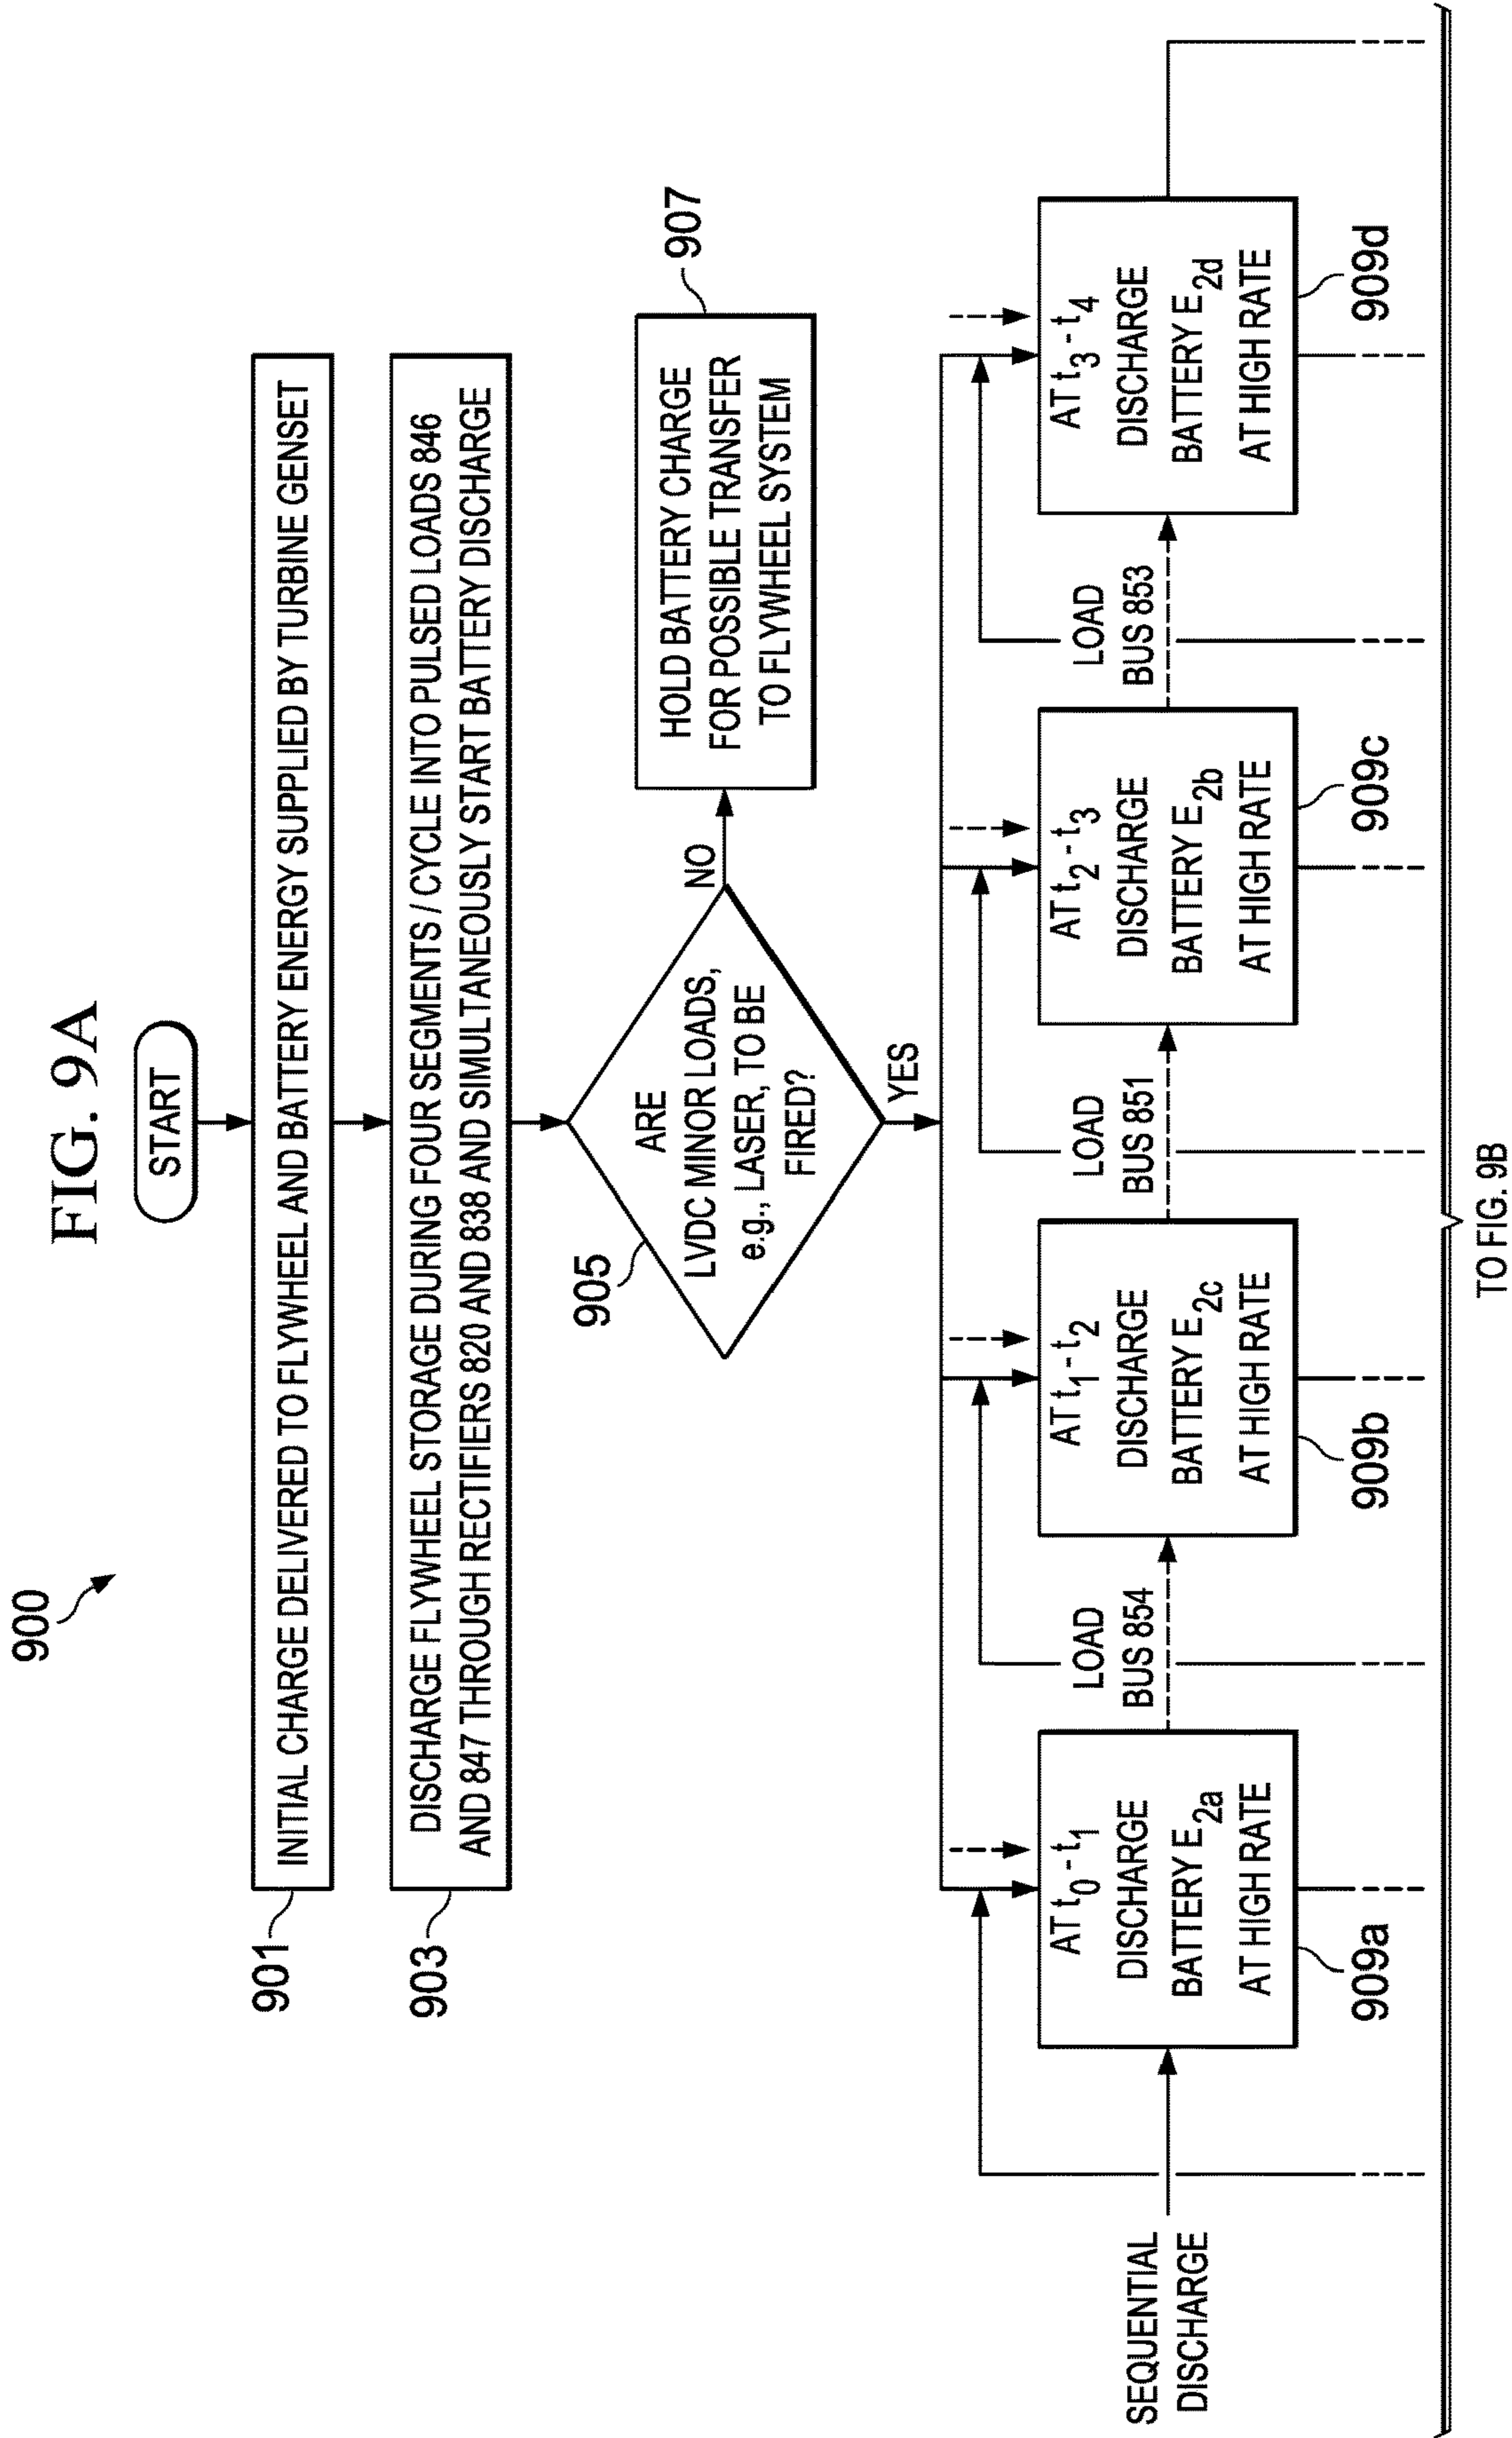 FIG. 9A
900
START
901
INITIAL CHARGE DELIVERED TO FLYWHEEL AND BATTERY ENERGY SUPPLIED BY TURBINE GENSET
903
DISCHARGE FLYWHEEL STORAGE DURING FOUR SEGMENTS / CYCLE INTO PULSED LOADS 846
AND 847 THROUGH RECTIFIERS 820 AND 838 AND SIMULTANEOUSLY START BATTERY DISCHARGE
905
ARE
LVDC MINOR LOADS,
e.g., LASER, TO BE
FIRED?
NO
YES
907
HOLD BATTERY CHARGE
FOR POSSIBLE TRANSFER
TO FLYWHEEL SYSTEM
SEQUENTIAL
DISCHARGE
AT t0 - t1
DISCHARGE
BATTERY E2a
AT HIGH RATE
909a
LOAD
BUS 854
AT t1 - t2
DISCHARGE
BATTERY E2c
AT HIGH RATE
909b
LOAD
BUS 851
AT t2 - t3
DISCHARGE
BATTERY E2b
AT HIGH RATE
909c
LOAD
BUS 853
AT t3 - t4
DISCHARGE
BATTERY E2d
AT HIGH RATE
909d
TO FIG. 9B